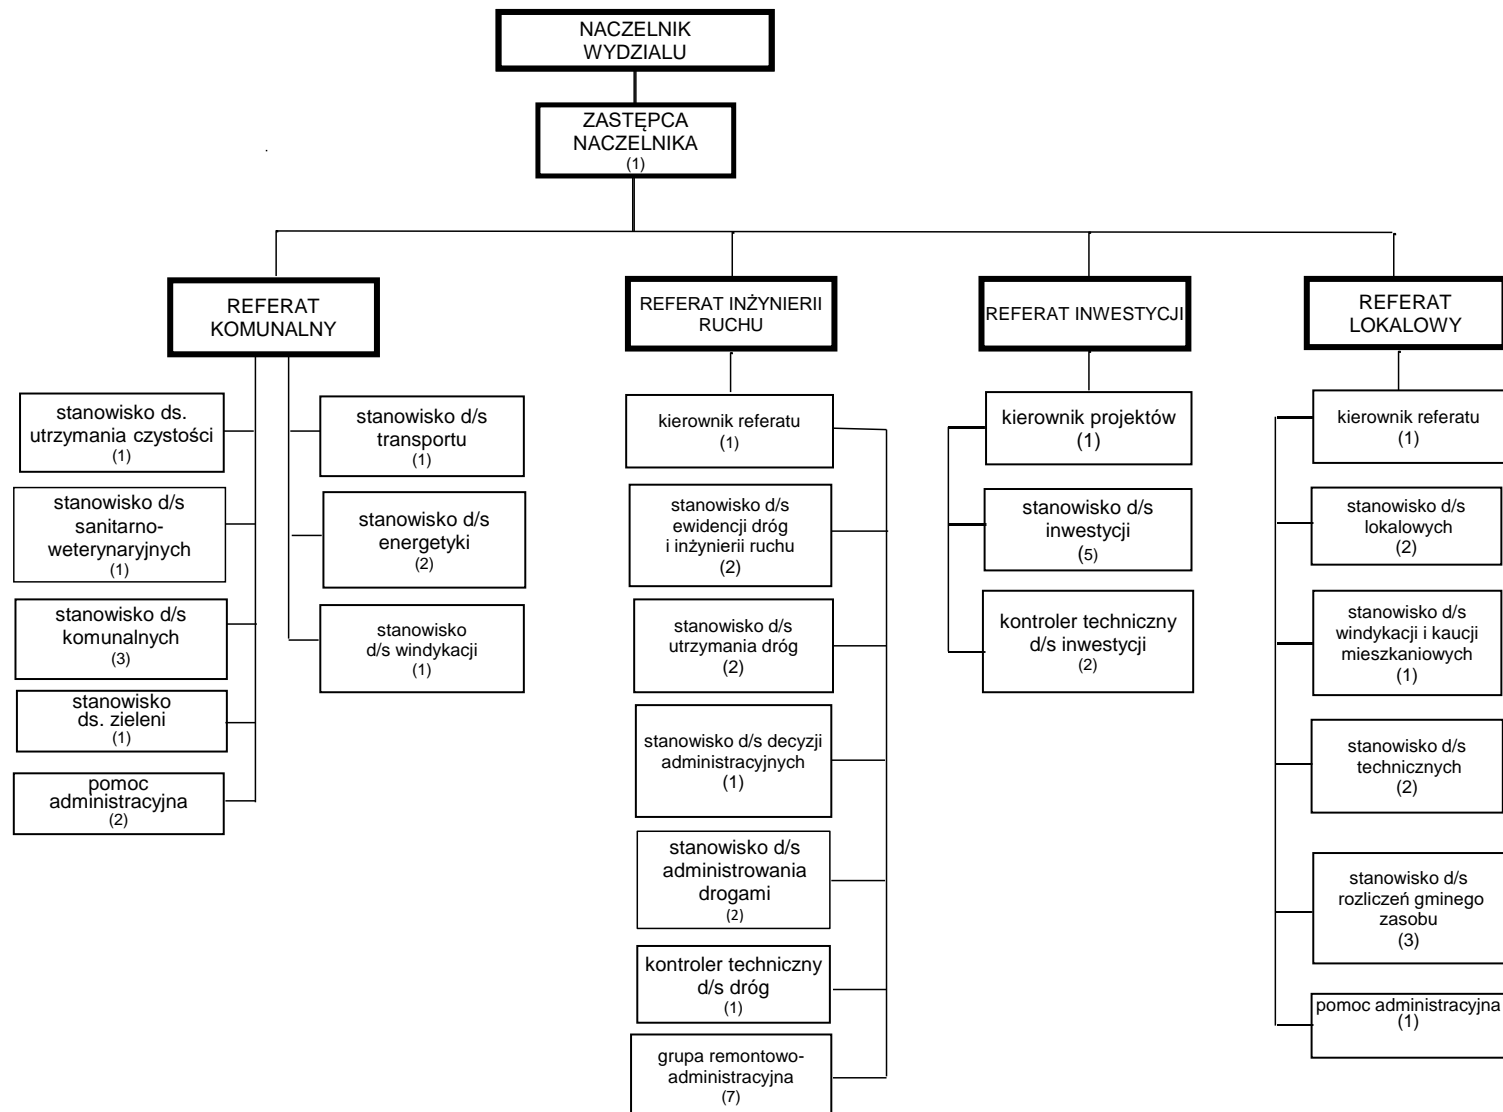 NACZELNIK
WYDZIALU
ZASTĘPCA
NACZELNIKA
(1)
REFERAT
KOMUNALNY
stanowisko ds.
utrzymania czystości
(1)
stanowisko d/s
sanitarno-
weterynaryjnych
(1)
stanowisko d/s
komunalnych
(3)
stanowisko
ds. zieleni
(1)
pomoc
administracyjna
(2)
stanowisko d/s
transportu
(1)
stanowisko d/s
energetyki
(2)
stanowisko
d/s windykacji
(1)
REFERAT INŻYNIERII
RUCHU
kierownik referatu
(1)
stanowisko d/s
ewidencji dróg
i inżynierii ruchu
(2)
stanowisko d/s
utrzymania dróg
(2)
stanowisko d/s decyzji
administracyjnych
(1)
stanowisko d/s
administrowania
drogami
(2)
kontroler techniczny
d/s dróg
(1)
grupa remontowo-
administracyjna
(7)
REFERAT INWESTYCJI
kierownik projektów
(1)
stanowisko d/s
inwestycji
(5)
kontroler techniczny
d/s inwestycji
(2)
REFERAT
LOKALOWY
kierownik referatu
(1)
stanowisko d/s
lokalowych
(2)
stanowisko d/s
windykacji i kaucji
mieszkaniowych
(1)
stanowisko d/s
technicznych
(2)
stanowisko d/s
rozliczeń gminego
zasobu
(3)
pomoc administracyjna
(1)